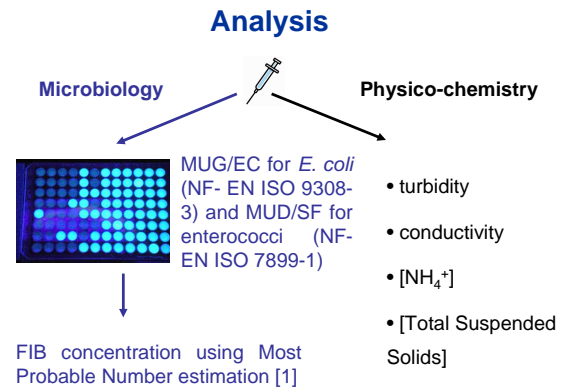 Analysis
Microbiology
MUG/EC for E. coli
(NF- EN ISO 9308-
3) and MUD/SF for
enterococci (NF-
EN ISO 7899-1)
FIB concentration using Most
Probable Number estimation [1]
Physico-chemistry
• turbidity
• conductivity
• [NH₄⁺]
• [Total Suspended
Solids]